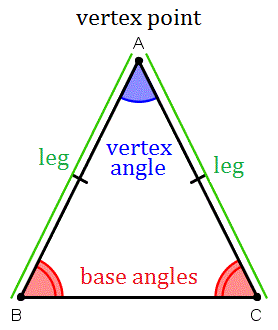 vertex point
A
leg
vertex
angle
leg
base angles
B
C